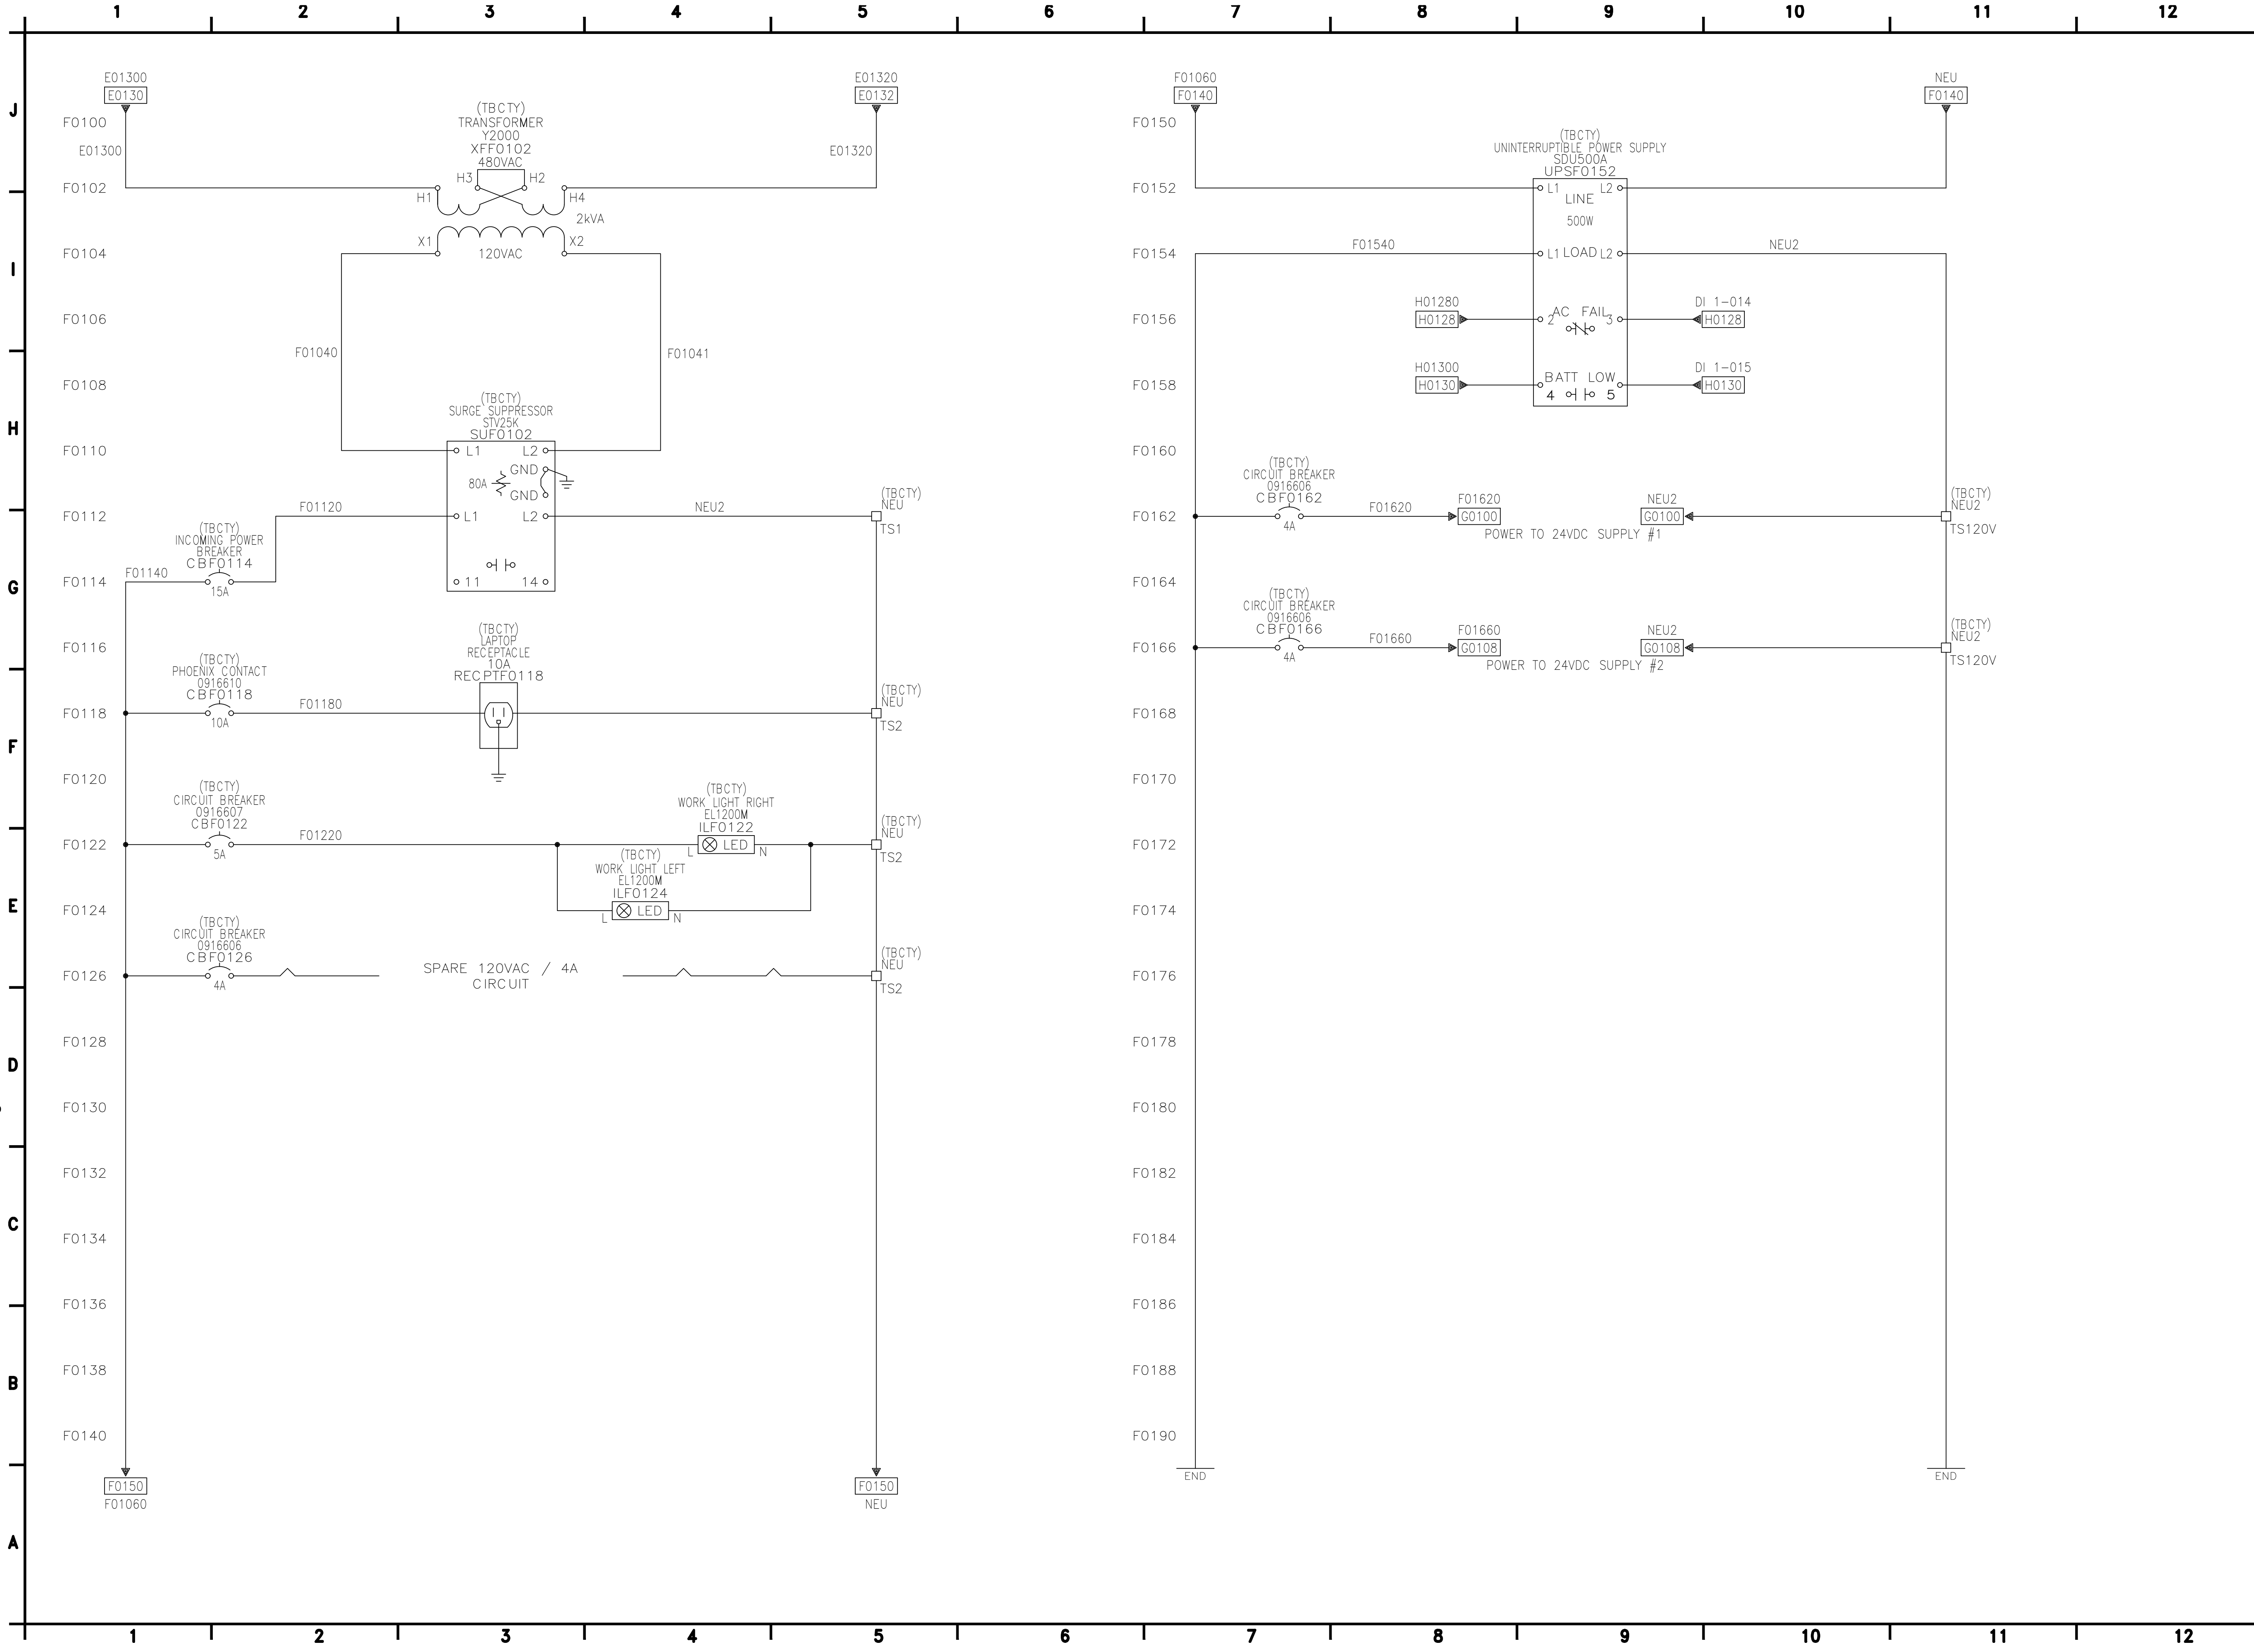 1 2 3 4 5 6 7 8 9 10 11 12
J
I
H
G
F
E
D
C
B
A
E01300
E0130
F0100
E01300
F0102
(TBCTY)
TRANSFORMER
Y2000
XFF0102
480VAC
H3 H2
H1 H4
2kVA
X1 X2
120VAC
E01320
E0132
E01320
F0104
F0106
F01040
F01041
F0108
(TBCTY)
SURGE SUPPRESSOR
STV25K
SUF0102
F0110
L1 L2
GND
80A
GND
F0112
F01120
L1 L2
NEU2
(TBCTY)
NEU
TS1
(TBCTY)
INCOMING POWER
BREAKER
CBF0114
F0114
F01140
15A
11 14
F0116
(TBCTY)
LAPTOP
RECEPTACLE
10A
RECPTF0118
(TBCTY)
PHOENIX CONTACT
0916610
CBF0118
F0118
10A
F01180
(TBCTY)
NEU
TS2
F0120
(TBCTY)
CIRCUIT BREAKER
0916607
CBF0122
F0122
5A
F01220
(TBCTY)
WORK LIGHT RIGHT
EL1200M
ILF0122
L LED N
(TBCTY)
NEU
TS2
(TBCTY)
WORK LIGHT LEFT
EL1200M
ILF0124
F0124
L LED N
(TBCTY)
CIRCUIT BREAKER
0916606
CBF0126
F0126
4A
SPARE 120VAC / 4A
CIRCUIT
(TBCTY)
NEU
TS2
F0128
F0130
F0132
F0134
F0136
F0138
F0140
F0150
F01060
F0150
NEU
F01060
F0140
NEU
F0140
F0150
(TBCTY)
UNINTERRUPTIBLE POWER SUPPLY
SDU500A
UPSF0152
F0152
L1 L2
LINE
500W
F0154
F01540
L1 LOAD L2
NEU2
F0156
H01280
H0128
AC FAIL
2 3
DI 1-014
H0128
F0158
H01300
H0130
BATT LOW
4 5
DI 1-015
H0130
F0160
(TBCTY)
CIRCUIT BREAKER
0916606
CBF0162
F0162
4A
F01620
F01620
G0100
NEU2
G0100
POWER TO 24VDC SUPPLY #1
(TBCTY)
NEU2
TS120V
F0164
(TBCTY)
CIRCUIT BREAKER
0916606
CBF0166
F0166
4A
F01660
F01660
G0108
NEU2
G0108
POWER TO 24VDC SUPPLY #2
(TBCTY)
NEU2
TS120V
F0168
F0170
F0172
F0174
F0176
F0178
F0180
F0182
F0184
F0186
F0188
F0190
END
END
1 2 3 4 5 6 7 8 9 10 11 12